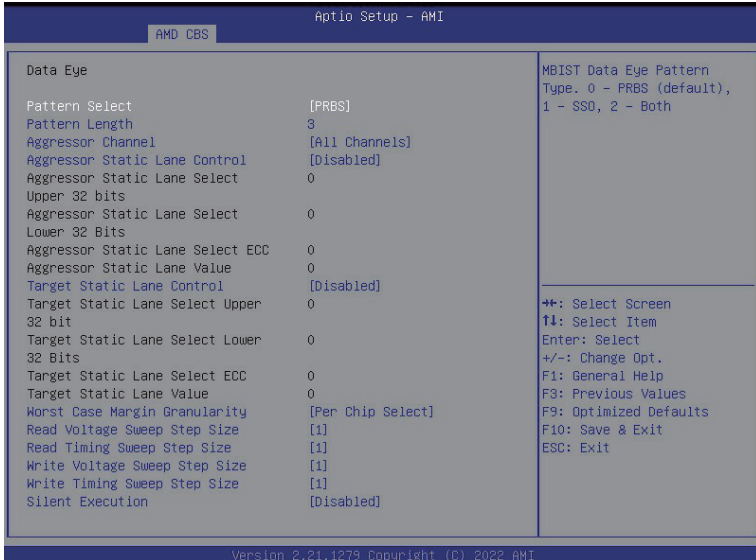 Aptio Setup – AMI
AMD CBS
Data Eye
Pattern Select [PRBS]
Pattern Length 3
Aggressor Channel [All Channels]
Aggressor Static Lane Control [Disabled]
Aggressor Static Lane Select 0
Upper 32 bits
Aggressor Static Lane Select 0
Lower 32 Bits
Aggressor Static Lane Select ECC 0
Aggressor Static Lane Value 0
Target Static Lane Control [Disabled]
Target Static Lane Select Upper 0
32 bit
Target Static Lane Select Lower 0
32 Bits
Target Static Lane Select ECC 0
Target Static Lane Value 0
Worst Case Margin Granularity [Per Chip Select]
Read Voltage Sweep Step Size [1]
Read Timing Sweep Step Size [1]
Write Voltage Sweep Step Size [1]
Write Timing Sweep Step Size [1]
Silent Execution [Disabled]
MBIST Data Eye Pattern
Type. 0 – PRBS (default),
1 – SSO, 2 – Both
→←: Select Screen
↑↓: Select Item
Enter: Select
+/-: Change Opt.
F1: General Help
F3: Previous Values
F9: Optimized Defaults
F10: Save & Exit
ESC: Exit
Version 2.21.1279 Copyright (C) 2022 AMI